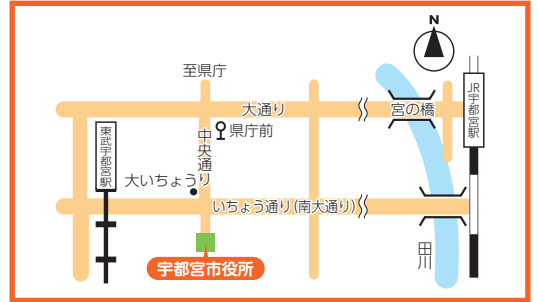 N
至県庁
JR宇都宮駅
大通り
宮の橋
県庁前
中央通り
東武宇都宮駅
大いちょう
いちょう通り(南大通り)
田川
宇都宮市役所